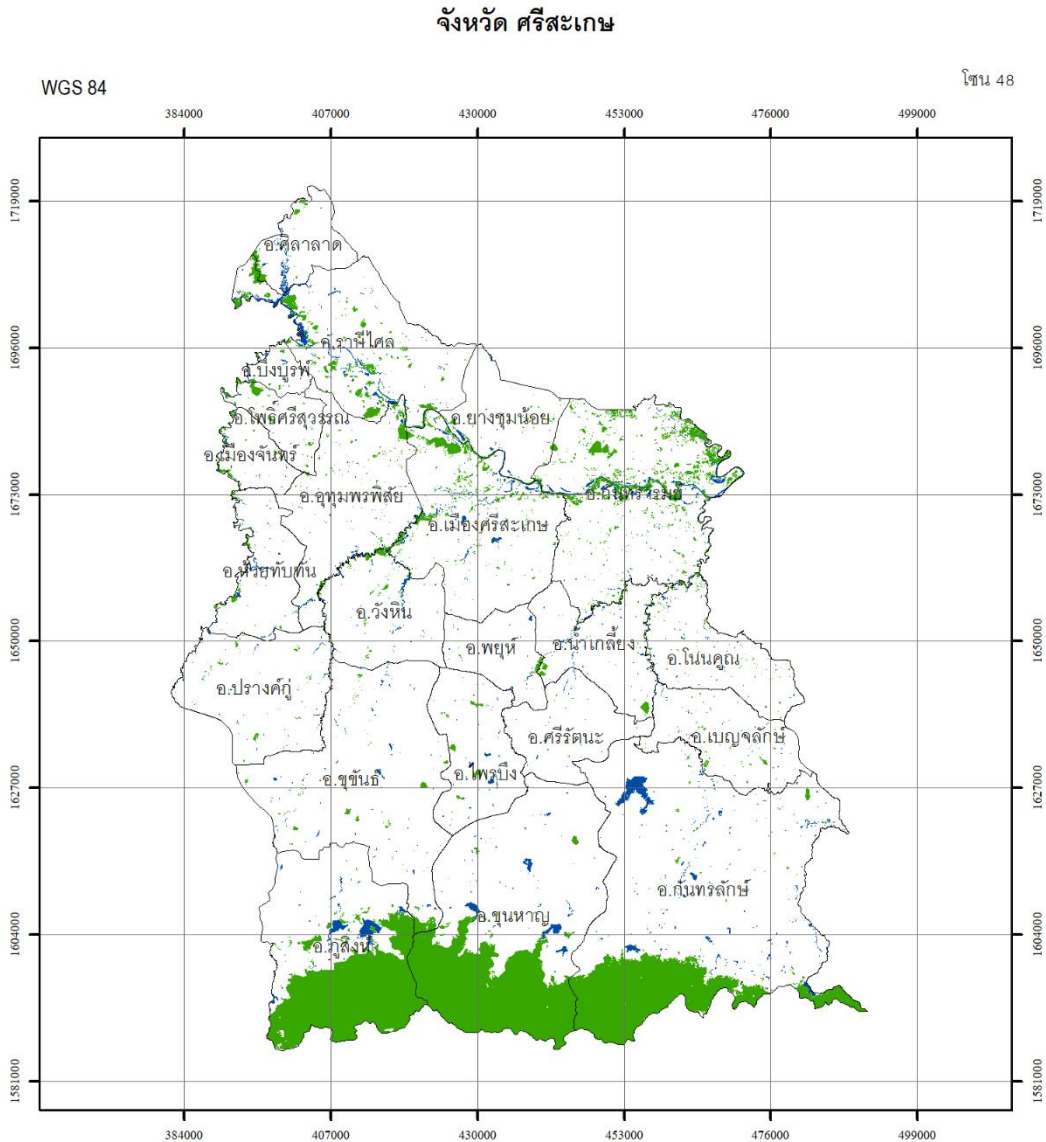 จังหวัด ศรีสะเกษ
WGS 84
โซน 48
384000 407000 430000 453000 476000 499000
1719000 1719000
อ.ศิลาลาด
1696000 1696000
อ.ราษีไศล
อ.บึงบูรพ์
อ.โพธิ์ศรีสุวรรณ
อ.ยางชุมน้อย
อ.เมืองจันทร์
1673000 1673000
อ.อุทุมพรพิสัย
อ.กันทรารมย์
อ.เมืองศรีสะเกษ
อ.ห้วยทับทัน
อ.วังหิน
1650000 1650000
อ.พยุห์
อ.น้ำเกลี้ยง
อ.โนนคูณ
อ.ปรางค์กู่
อ.ศรีรัตนะ
อ.เบญจลักษ์
อ.ขุขันธ์
อ.ไพรบึง
1627000 1627000
อ.กันทรลักษ์
อ.ขุนหาญ
1604000 1604000
อ.ภูสิงห์
1581000 1581000
384000 407000 430000 453000 476000 499000